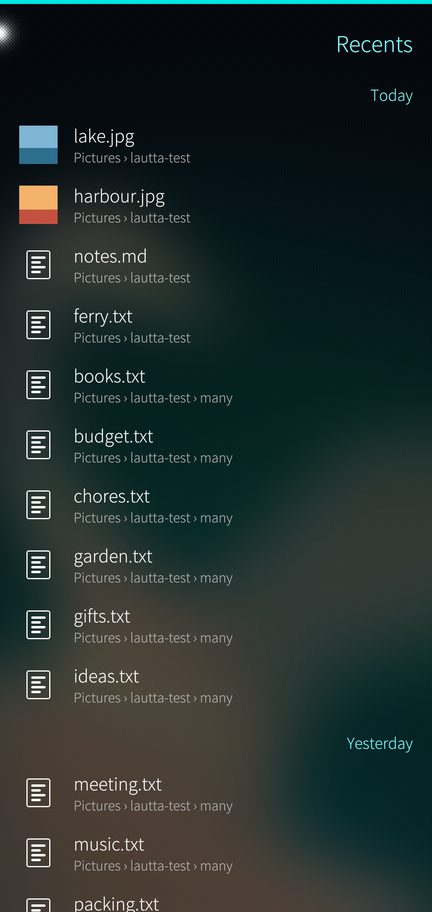 Recents
Today
lake.jpg
Pictures › lautta-test
harbour.jpg
Pictures › lautta-test
notes.md
Pictures › lautta-test
ferry.txt
Pictures › lautta-test
books.txt
Pictures › lautta-test › many
budget.txt
Pictures › lautta-test › many
chores.txt
Pictures › lautta-test › many
garden.txt
Pictures › lautta-test › many
gifts.txt
Pictures › lautta-test › many
ideas.txt
Pictures › lautta-test › many
Yesterday
meeting.txt
Pictures › lautta-test › many
music.txt
Pictures › lautta-test › many
packing.txt